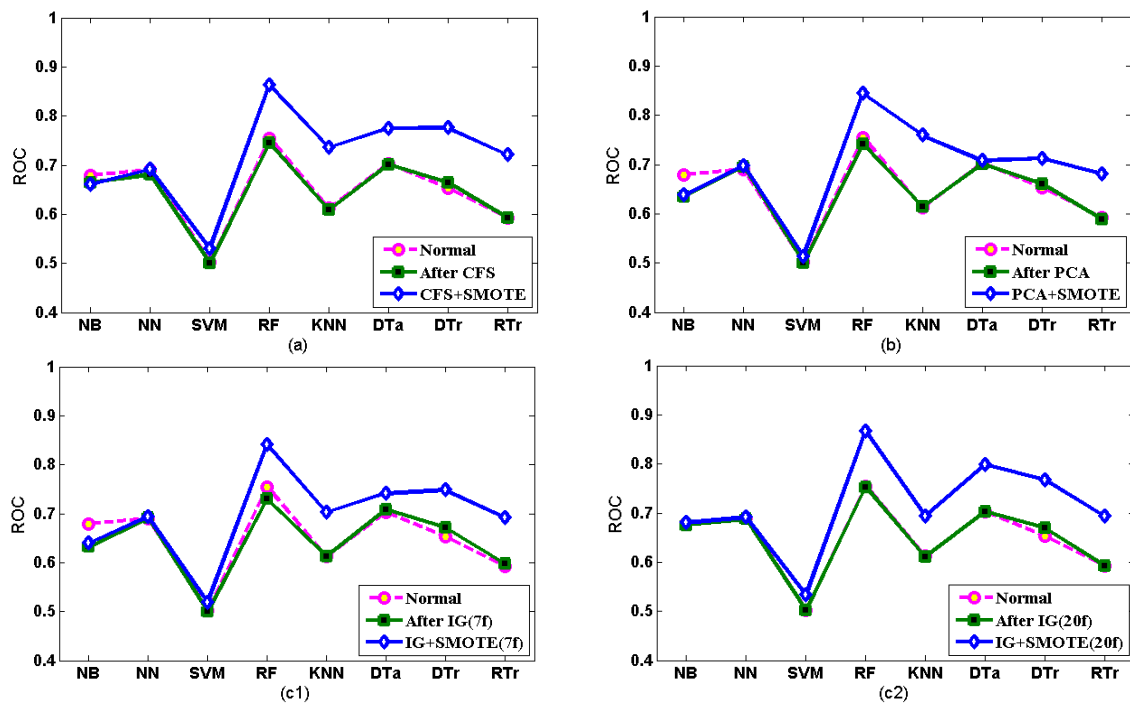 1
0.9
0.8
0.7
0.6
0.5
0.4
ROC
NB NN SVM RF KNN DTa DTr RTr
Normal
After CFS
CFS+SMOTE
(a)
1
0.9
0.8
0.7
0.6
0.5
0.4
ROC
NB NN SVM RF KNN DTa DTr RTr
Normal
After PCA
PCA+SMOTE
(b)
1
0.9
0.8
0.7
0.6
0.5
0.4
ROC
NB NN SVM RF KNN DTa DTr RTr
Normal
After IG(7f)
IG+SMOTE(7f)
(c1)
1
0.9
0.8
0.7
0.6
0.5
0.4
ROC
NB NN SVM RF KNN DTa DTr RTr
Normal
After IG(20f)
IG+SMOTE(20f)
(c2)